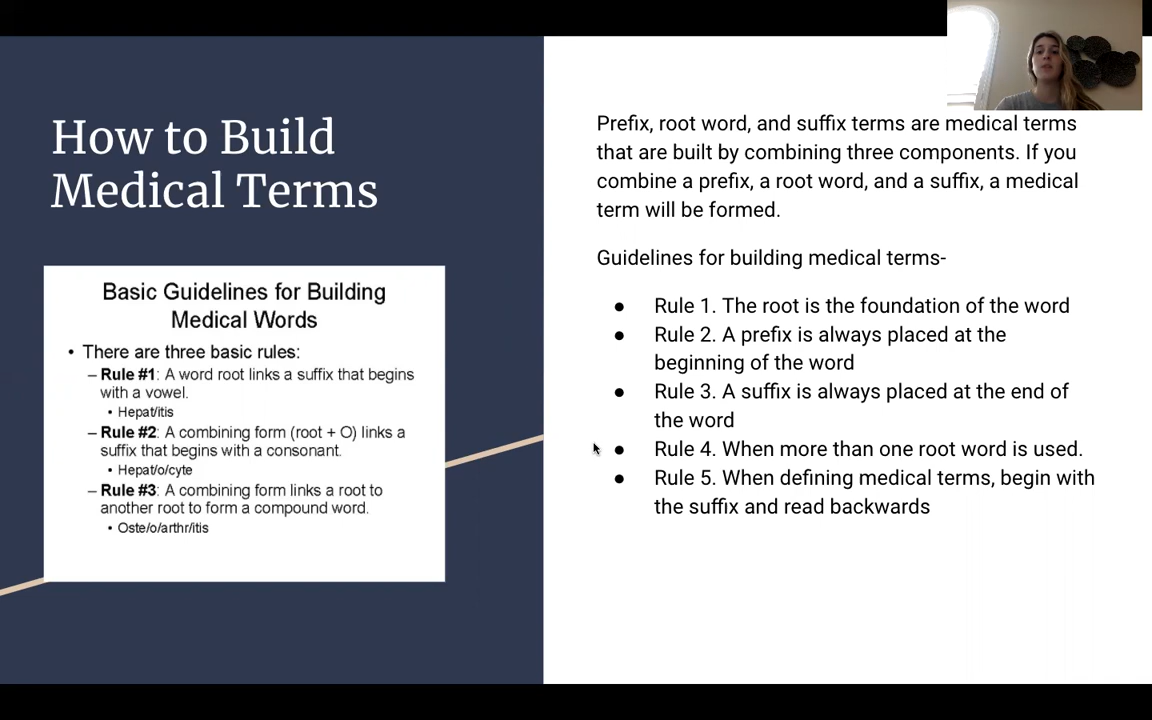 How to Build
Medical Terms
Basic Guidelines for Building
Medical Words
• There are three basic rules:
– Rule #1: A word root links a suffix that begins
with a vowel.
• Hepat/itis
– Rule #2: A combining form (root + O) links a
suffix that begins with a consonant.
• Hepat/o/cyte
– Rule #3: A combining form links a root to
another root to form a compound word.
• Oste/o/arthr/itis
Prefix, root word, and suffix terms are medical terms
that are built by combining three components. If you
combine a prefix, a root word, and a suffix, a medical
term will be formed.
Guidelines for building medical terms-
● Rule 1. The root is the foundation of the word
● Rule 2. A prefix is always placed at the
beginning of the word
● Rule 3. A suffix is always placed at the end of
the word
● Rule 4. When more than one root word is used.
● Rule 5. When defining medical terms, begin with
the suffix and read backwards